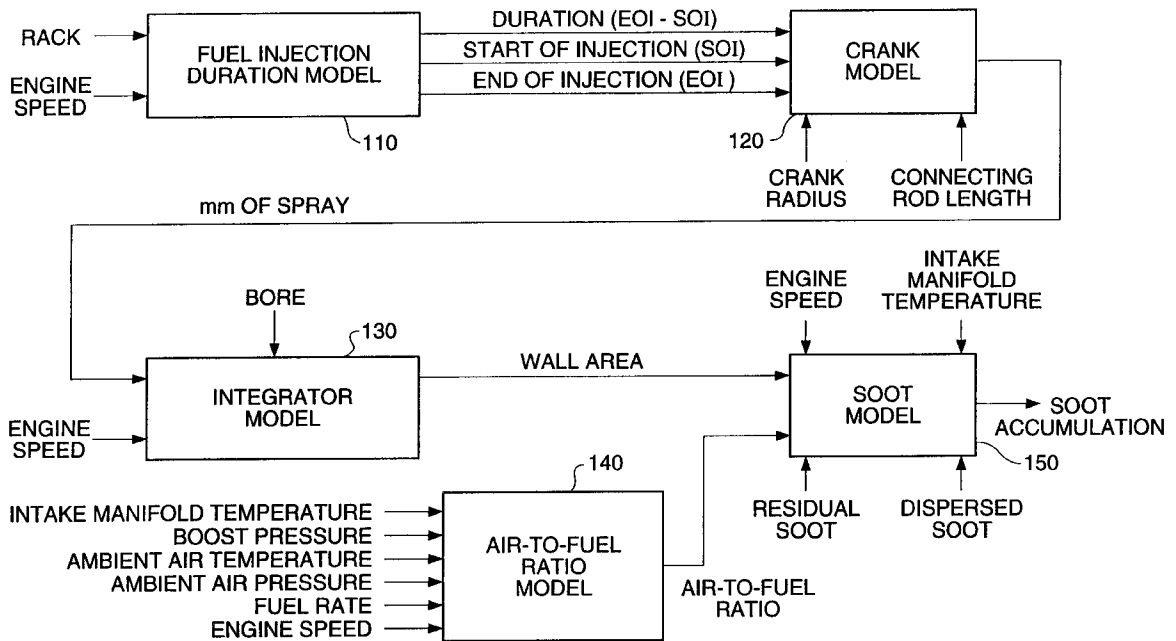 RACK
ENGINE
SPEED
FUEL INJECTION
DURATION MODEL
110
DURATION (EOI - SOI)
START OF INJECTION (SOI)
END OF INJECTION (EOI )
CRANK
MODEL
120
CRANK
RADIUS
CONNECTING
ROD LENGTH
mm OF SPRAY
BORE
130
INTEGRATOR
MODEL
ENGINE
SPEED
WALL AREA
ENGINE
SPEED
INTAKE
MANIFOLD
TEMPERATURE
SOOT
MODEL
SOOT
ACCUMULATION
150
RESIDUAL
SOOT
DISPERSED
SOOT
140
INTAKE MANIFOLD TEMPERATURE
BOOST PRESSURE
AMBIENT AIR TEMPERATURE
AMBIENT AIR PRESSURE
FUEL RATE
ENGINE SPEED
AIR-TO-FUEL
RATIO
MODEL
AIR-TO-FUEL
RATIO